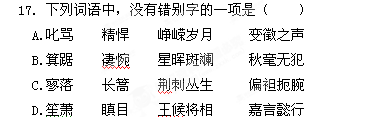 17. 下列词语中，没有错别字的一项是（　　）
A.叱骂　精悍　峥嵘岁月　变徵之声
B.箕踞　凄惋　星晖斑斓　秋毫无犯
C.寥落　长篙　荆刺丛生　偏袒扼腕
D.笙萧　瞋目　王候将相　嘉言懿行